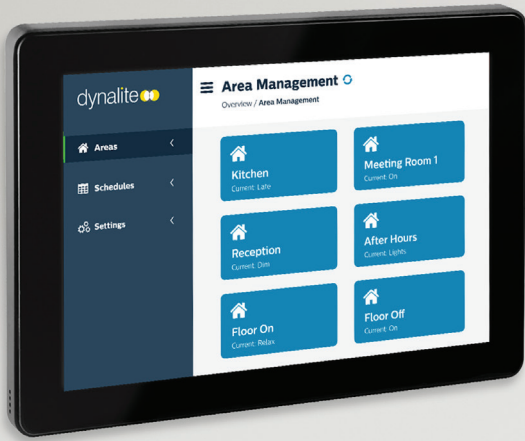 dynalite
Areas
Schedules
Settings
Area Management
Overview / Area Management
Kitchen
Current: Late
Meeting Room 1
Current: On
Reception
Current: Dim
After Hours
Current: Lights
Floor On
Current: Relax
Floor Off
Current: On